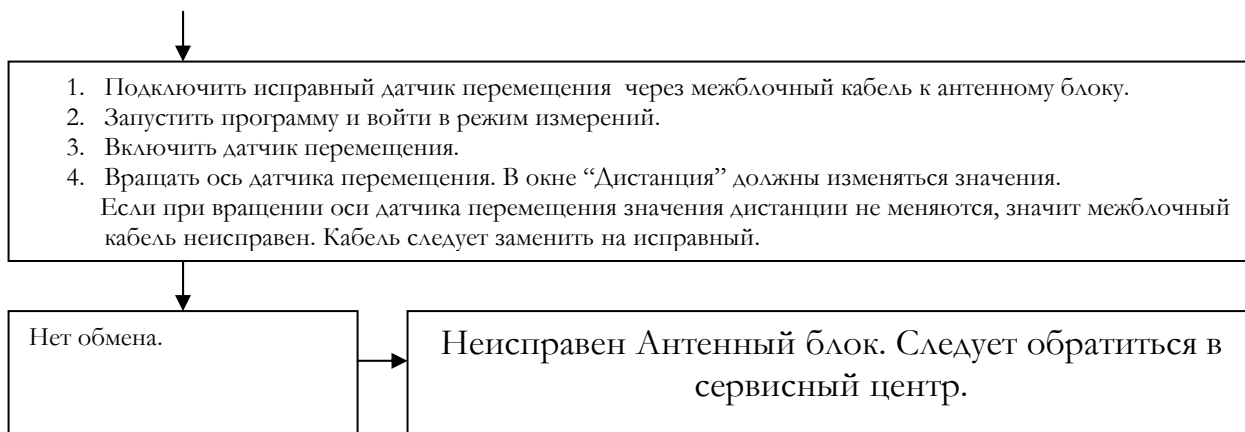 1. Подключить исправный датчик перемещения  через межблочный кабель к антенному блоку.
2. Запустить программу и войти в режим измерений.
3. Включить датчик перемещения.
4. Вращать ось датчика перемещения. В окне “Дистанция” должны изменяться значения.
Если при вращении оси датчика перемещения значения дистанции не меняются, значит межблочный
кабель неисправен. Кабель следует заменить на исправный.
Нет обмена.
Неисправен Антенный блок. Следует обратиться в
сервисный центр.